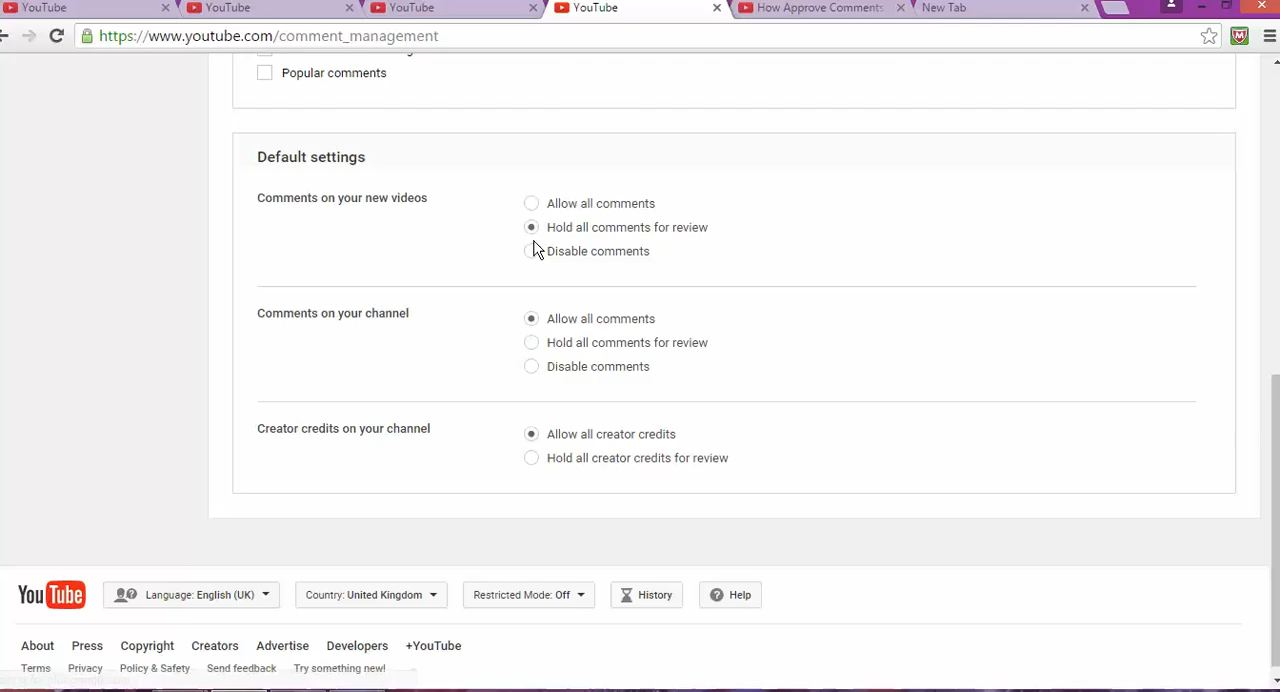 YouTube YouTube YouTube YouTube How Approve Comments New Tab
https://www.youtube.com/comment_management
Popular comments
Default settings
Comments on your new videos
Allow all comments
Hold all comments for review
Disable comments
Comments on your channel
Allow all comments
Hold all comments for review
Disable comments
Creator credits on your channel
Allow all creator credits
Hold all creator credits for review
YouTube Language: English (UK) Country: United Kingdom Restricted Mode: Off History Help
About Press Copyright Creators Advertise Developers +YouTube
Terms Privacy Policy & Safety Send feedback Try something new!